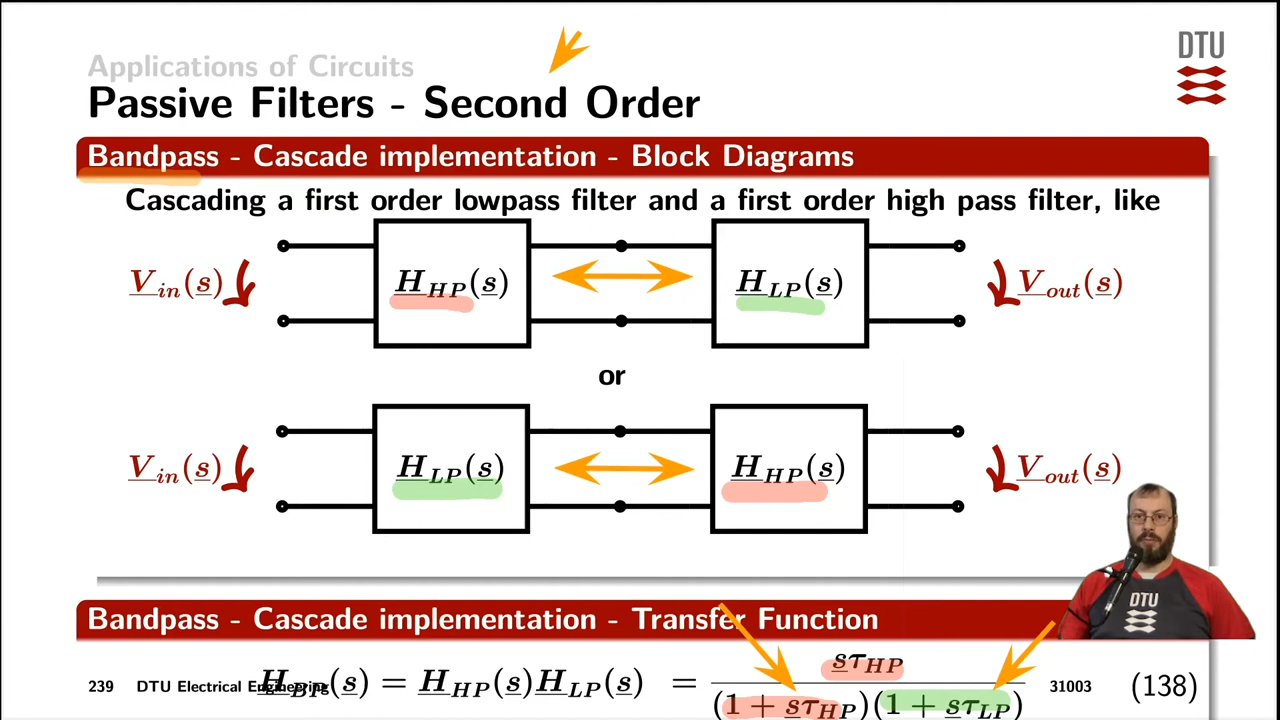 Applications of Circuits
DTU
Passive Filters - Second Order
Bandpass - Cascade implementation - Block Diagrams
Cascading a first order lowpass filter and a first order high pass filter, like
V_in(s) H_HP(s) H_LP(s) V_out(s)
or
V_in(s) H_LP(s) H_HP(s) V_out(s)
DTU
Bandpass - Cascade implementation - Transfer Function
H_BP(s) = H_HP(s)H_LP(s) = sτ_HP / (1 + sτ_HP)(1 + sτ_LP) (138)
239 DTU Electrical Engineering 31003